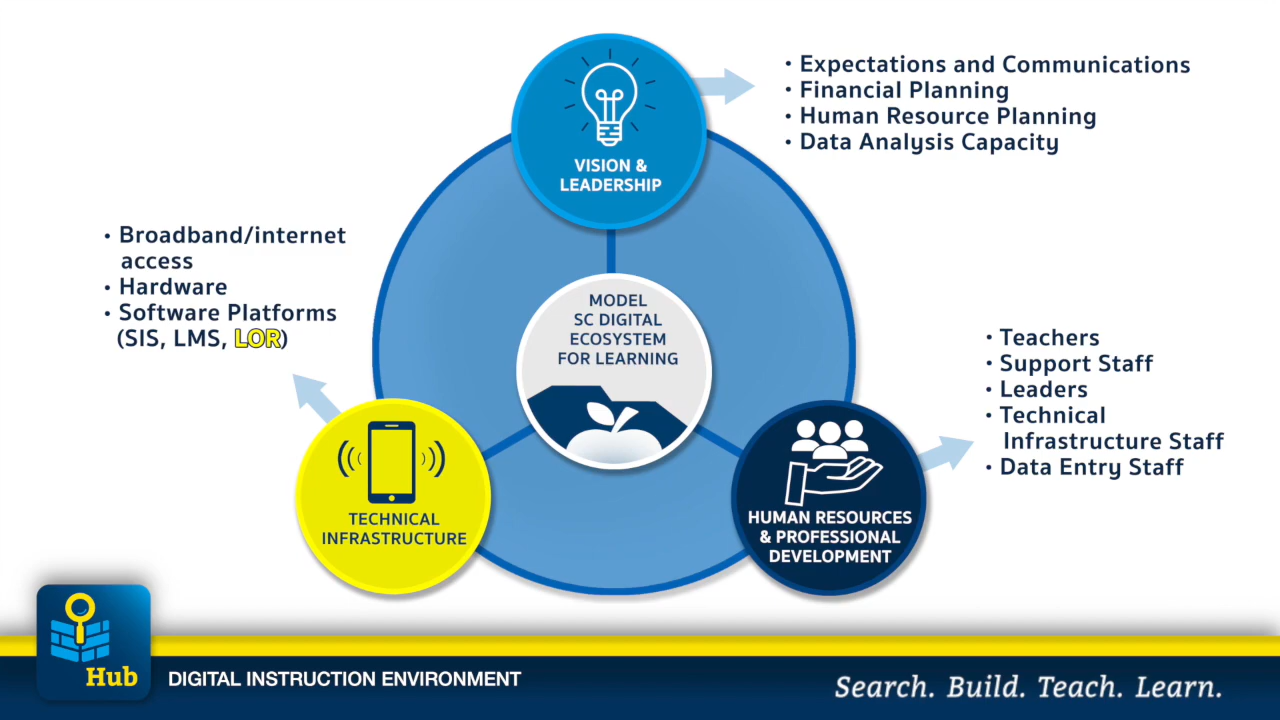 VISION &
LEADERSHIP
• Expectations and Communications
• Financial Planning
• Human Resource Planning
• Data Analysis Capacity
• Broadband/internet
access
• Hardware
• Software Platforms
(SIS, LMS, LOR)
MODEL
SC DIGITAL
ECOSYSTEM
FOR LEARNING
• Teachers
• Support Staff
• Leaders
• Technical
Infrastructure Staff
• Data Entry Staff
TECHNICAL
INFRASTRUCTURE
HUMAN RESOURCES
& PROFESSIONAL
DEVELOPMENT
Hub
DIGITAL INSTRUCTION ENVIRONMENT
Search. Build. Teach. Learn.